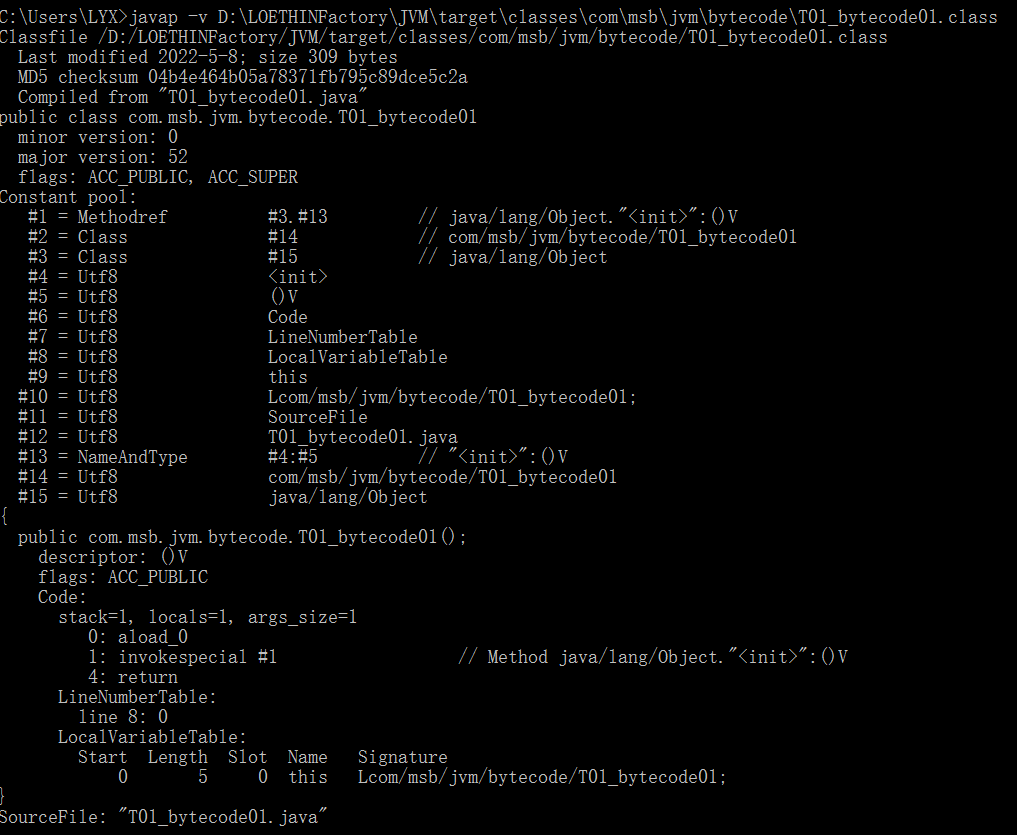 C:\Users\LYX>javap -v D:\LOETHINFactory\JVM\target\classes\com\msb\jvm\bytecode\T01_bytecode01.class
Classfile /D:/LOETHINFactory/JVM/target/classes/com/msb/jvm/bytecode/T01_bytecode01.class
  Last modified 2022-5-8; size 309 bytes
  MD5 checksum 04b4e464b05a78371fb795c89dce5c2a
  Compiled from "T01_bytecode01.java"
public class com.msb.jvm.bytecode.T01_bytecode01
  minor version: 0
  major version: 52
  flags: ACC_PUBLIC, ACC_SUPER
Constant pool:
   #1 = Methodref          #3.#13         // java/lang/Object."<init>":()V
   #2 = Class              #14            // com/msb/jvm/bytecode/T01_bytecode01
   #3 = Class              #15            // java/lang/Object
   #4 = Utf8               <init>
   #5 = Utf8               ()V
   #6 = Utf8               Code
   #7 = Utf8               LineNumberTable
   #8 = Utf8               LocalVariableTable
   #9 = Utf8               this
  #10 = Utf8               Lcom/msb/jvm/bytecode/T01_bytecode01;
  #11 = Utf8               SourceFile
  #12 = Utf8               T01_bytecode01.java
  #13 = NameAndType        #4:#5          // "<init>":()V
  #14 = Utf8               com/msb/jvm/bytecode/T01_bytecode01
  #15 = Utf8               java/lang/Object
{
  public com.msb.jvm.bytecode.T01_bytecode01();
    descriptor: ()V
    flags: ACC_PUBLIC
    Code:
      stack=1, locals=1, args_size=1
         0: aload_0
         1: invokespecial #1                  // Method java/lang/Object."<init>":()V
         4: return
      LineNumberTable:
        line 8: 0
      LocalVariableTable:
        Start  Length  Slot  Name   Signature
            0       5     0  this   Lcom/msb/jvm/bytecode/T01_bytecode01;
}
SourceFile: "T01_bytecode01.java"